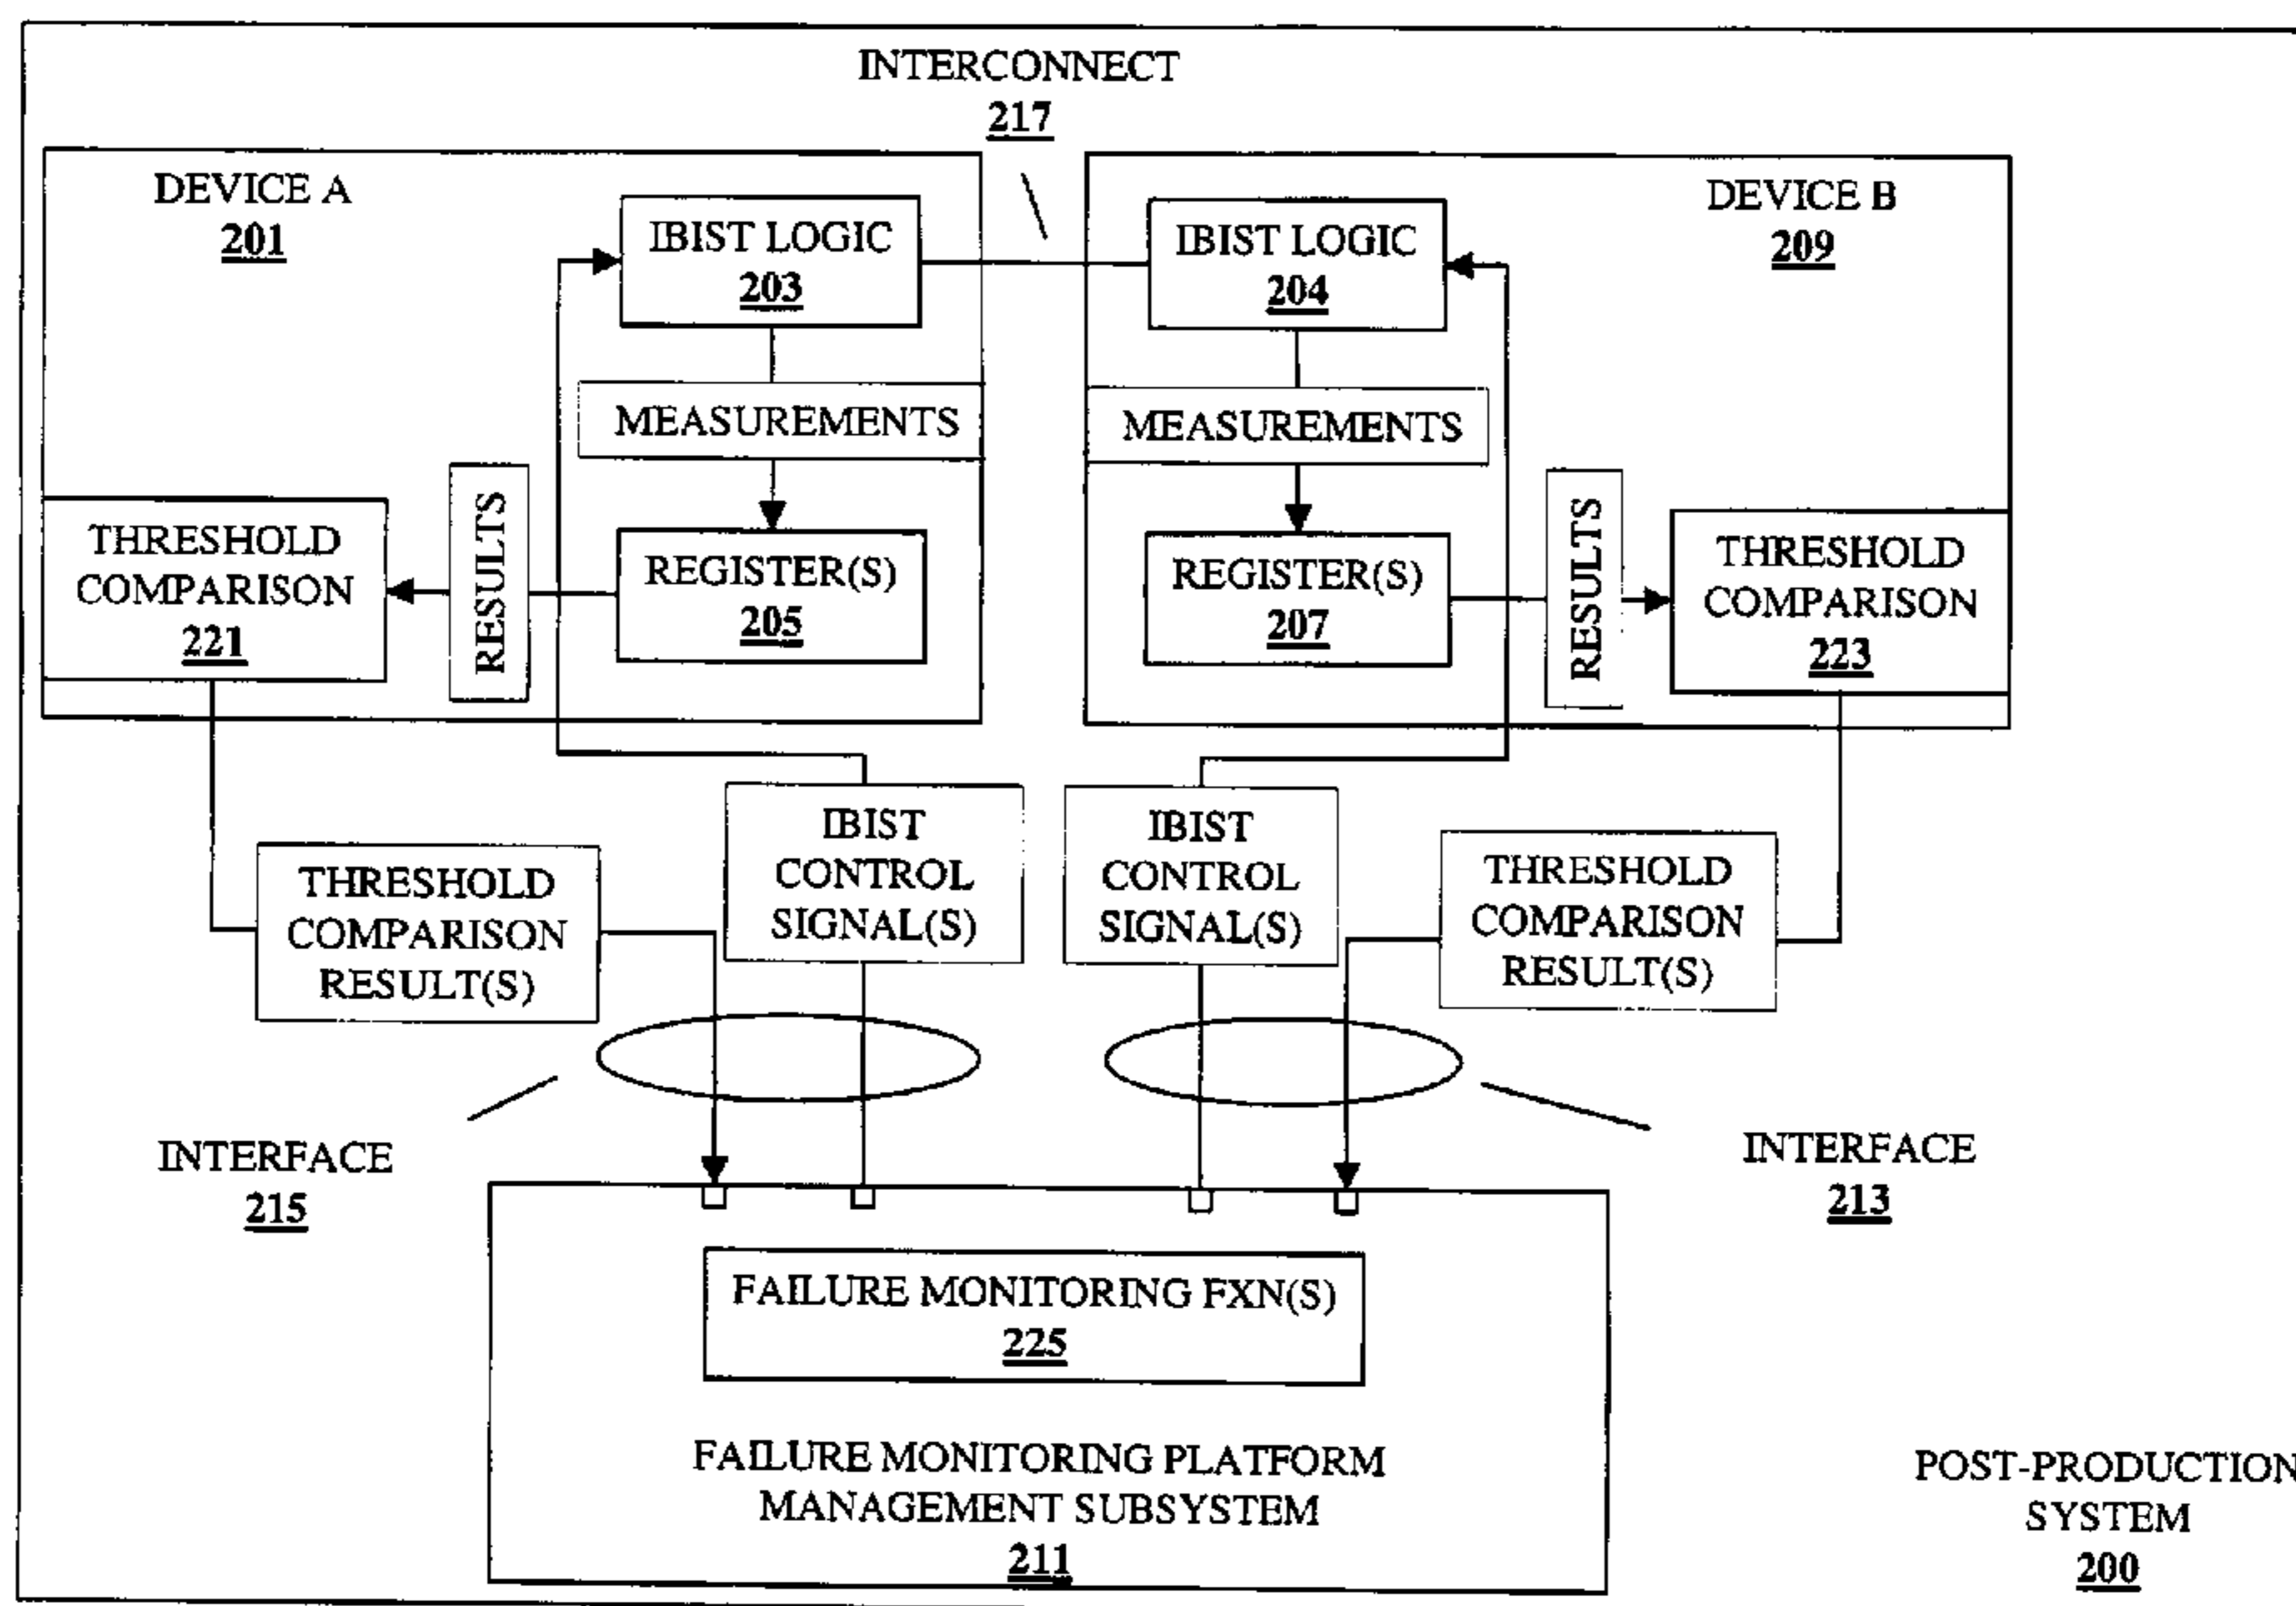 INTERCONNECT
217
DEVICE A
201
IBIST LOGIC
203
IBIST LOGIC
204
DEVICE B
209
MEASUREMENTS
MEASUREMENTS
THRESHOLD
COMPARISON
221
RESULTS
REGISTER(S)
205
REGISTER(S)
207
RESULTS
THRESHOLD
COMPARISON
223
THRESHOLD
COMPARISON
RESULT(S)
IBIST
CONTROL
SIGNAL(S)
IBIST
CONTROL
SIGNAL(S)
THRESHOLD
COMPARISON
RESULT(S)
INTERFACE
215
INTERFACE
213
FAILURE MONITORING FXN(S)
225
FAILURE MONITORING PLATFORM
MANAGEMENT SUBSYSTEM
211
POST-PRODUCTION
SYSTEM
200